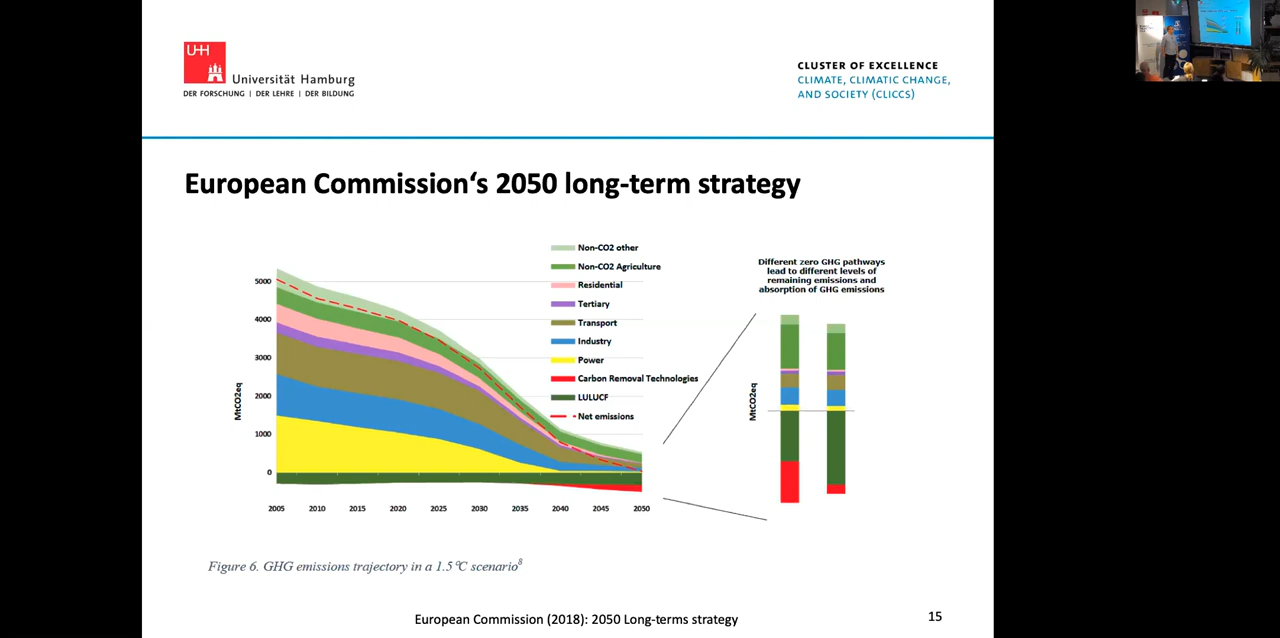 UHH
Universität Hamburg
DER FORSCHUNG | DER LEHRE | DER BILDUNG
CLUSTER OF EXCELLENCE
CLIMATE, CLIMATIC CHANGE,
AND SOCIETY (CLICCS)
European Commission‘s 2050 long-term strategy
Non-CO2 other
Non-CO2 Agriculture
Residential
Tertiary
Transport
Industry
Power
Carbon Removal Technologies
LULUCF
Net emissions
MtCO2eq
5000
4000
3000
2000
1000
0
2005 2010 2015 2020 2025 2030 2035 2040 2045 2050
Different zero GHG pathways
lead to different levels of
remaining emissions and
absorption of GHG emissions
MtCO2eq
Figure 6. GHG emissions trajectory in a 1.5°C scenario8
European Commission (2018): 2050 Long-terms strategy
15